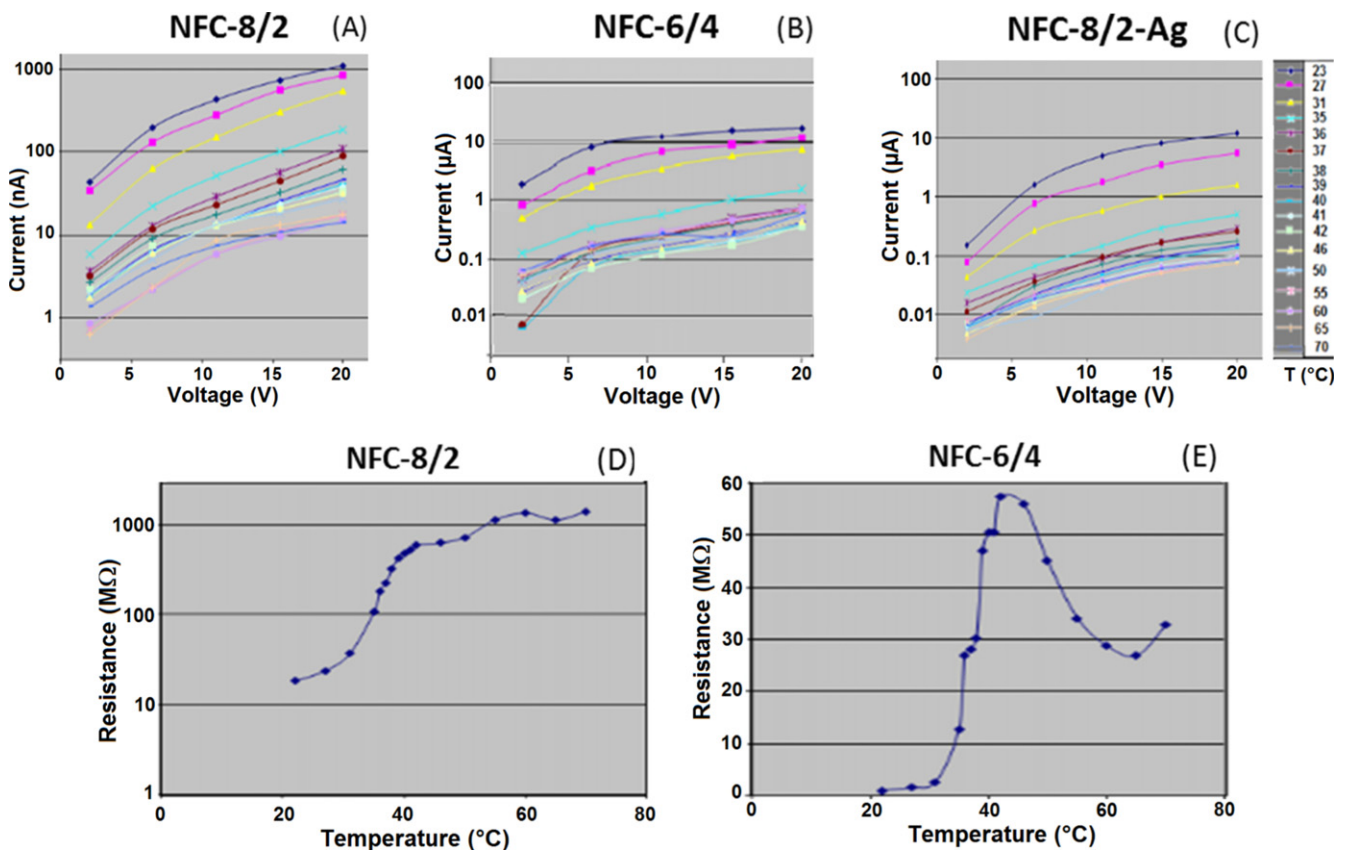 NFC-8/2 (A)
Current (nA)
1000
100
10
1
0 5 10 15 20
Voltage (V)
NFC-6/4 (B)
Current (µA)
100
10
1
0.1
0.01
0 5 10 15 20
Voltage (V)
NFC-8/2-Ag (C)
Current (µA)
100
10
1
0.1
0.01
0 5 10 15 20
Voltage (V)
23
27
31
35
36
37
38
39
40
41
42
46
50
55
60
65
70
T (°C)
NFC-8/2 (D)
Resistance (MΩ)
1000
100
10
1
0 20 40 60 80
Temperature (°C)
NFC-6/4 (E)
Resistance (MΩ)
60
50
40
30
20
10
0
0 20 40 60 80
Temperature (°C)